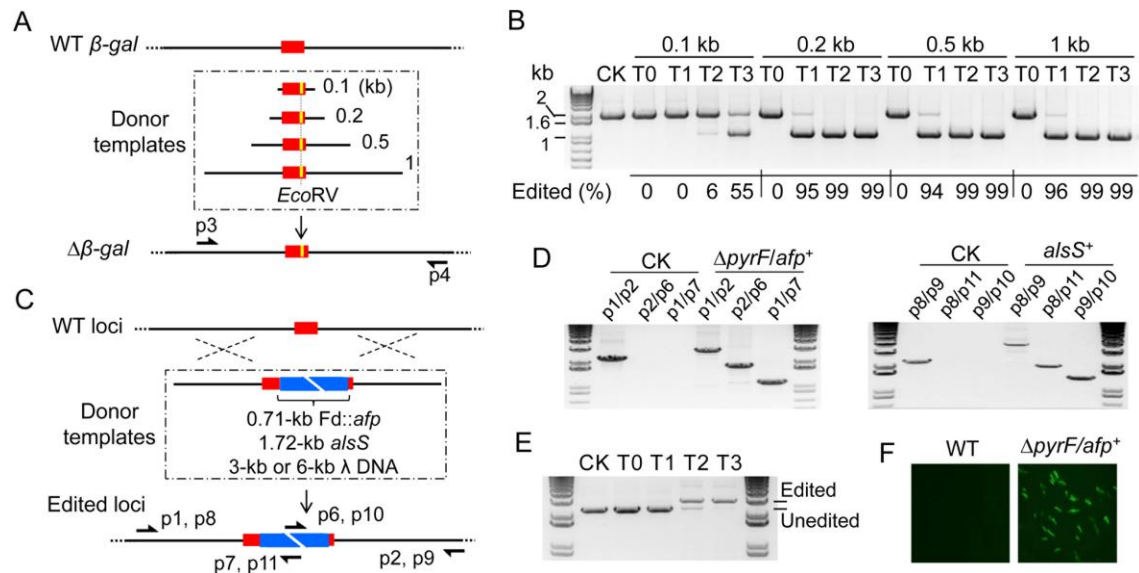 A
WT β-gal
Donor
templates
0.1 (kb)
0.2
0.5
1
EcoRV
p3
Δβ-gal
p4
B
0.1 kb 0.2 kb 0.5 kb 1 kb
kb CK T0 T1 T2 T3 T0 T1 T2 T3 T0 T1 T2 T3 T0 T1 T2 T3
2
1.6
1
Edited (%) 0 0 6 55 0 95 99 99 0 94 99 99 0 96 99 99
C
WT loci
Donor
templates
0.71-kb Fd::afp
1.72-kb alsS
3-kb or 6-kb λ DNA
Edited loci
p1, p8
p6, p10
p7, p11
p2, p9
D
CK ΔpyrF/afp⁺
p1/p2 p2/p6 p1/p7 p1/p2 p2/p6 p1/p7
CK alsS⁺
p8/p9 p8/p11 p9/p10 p8/p9 p8/p11 p9/p10
E
CK T0 T1 T2 T3
Edited
Unedited
F
WT ΔpyrF/afp⁺